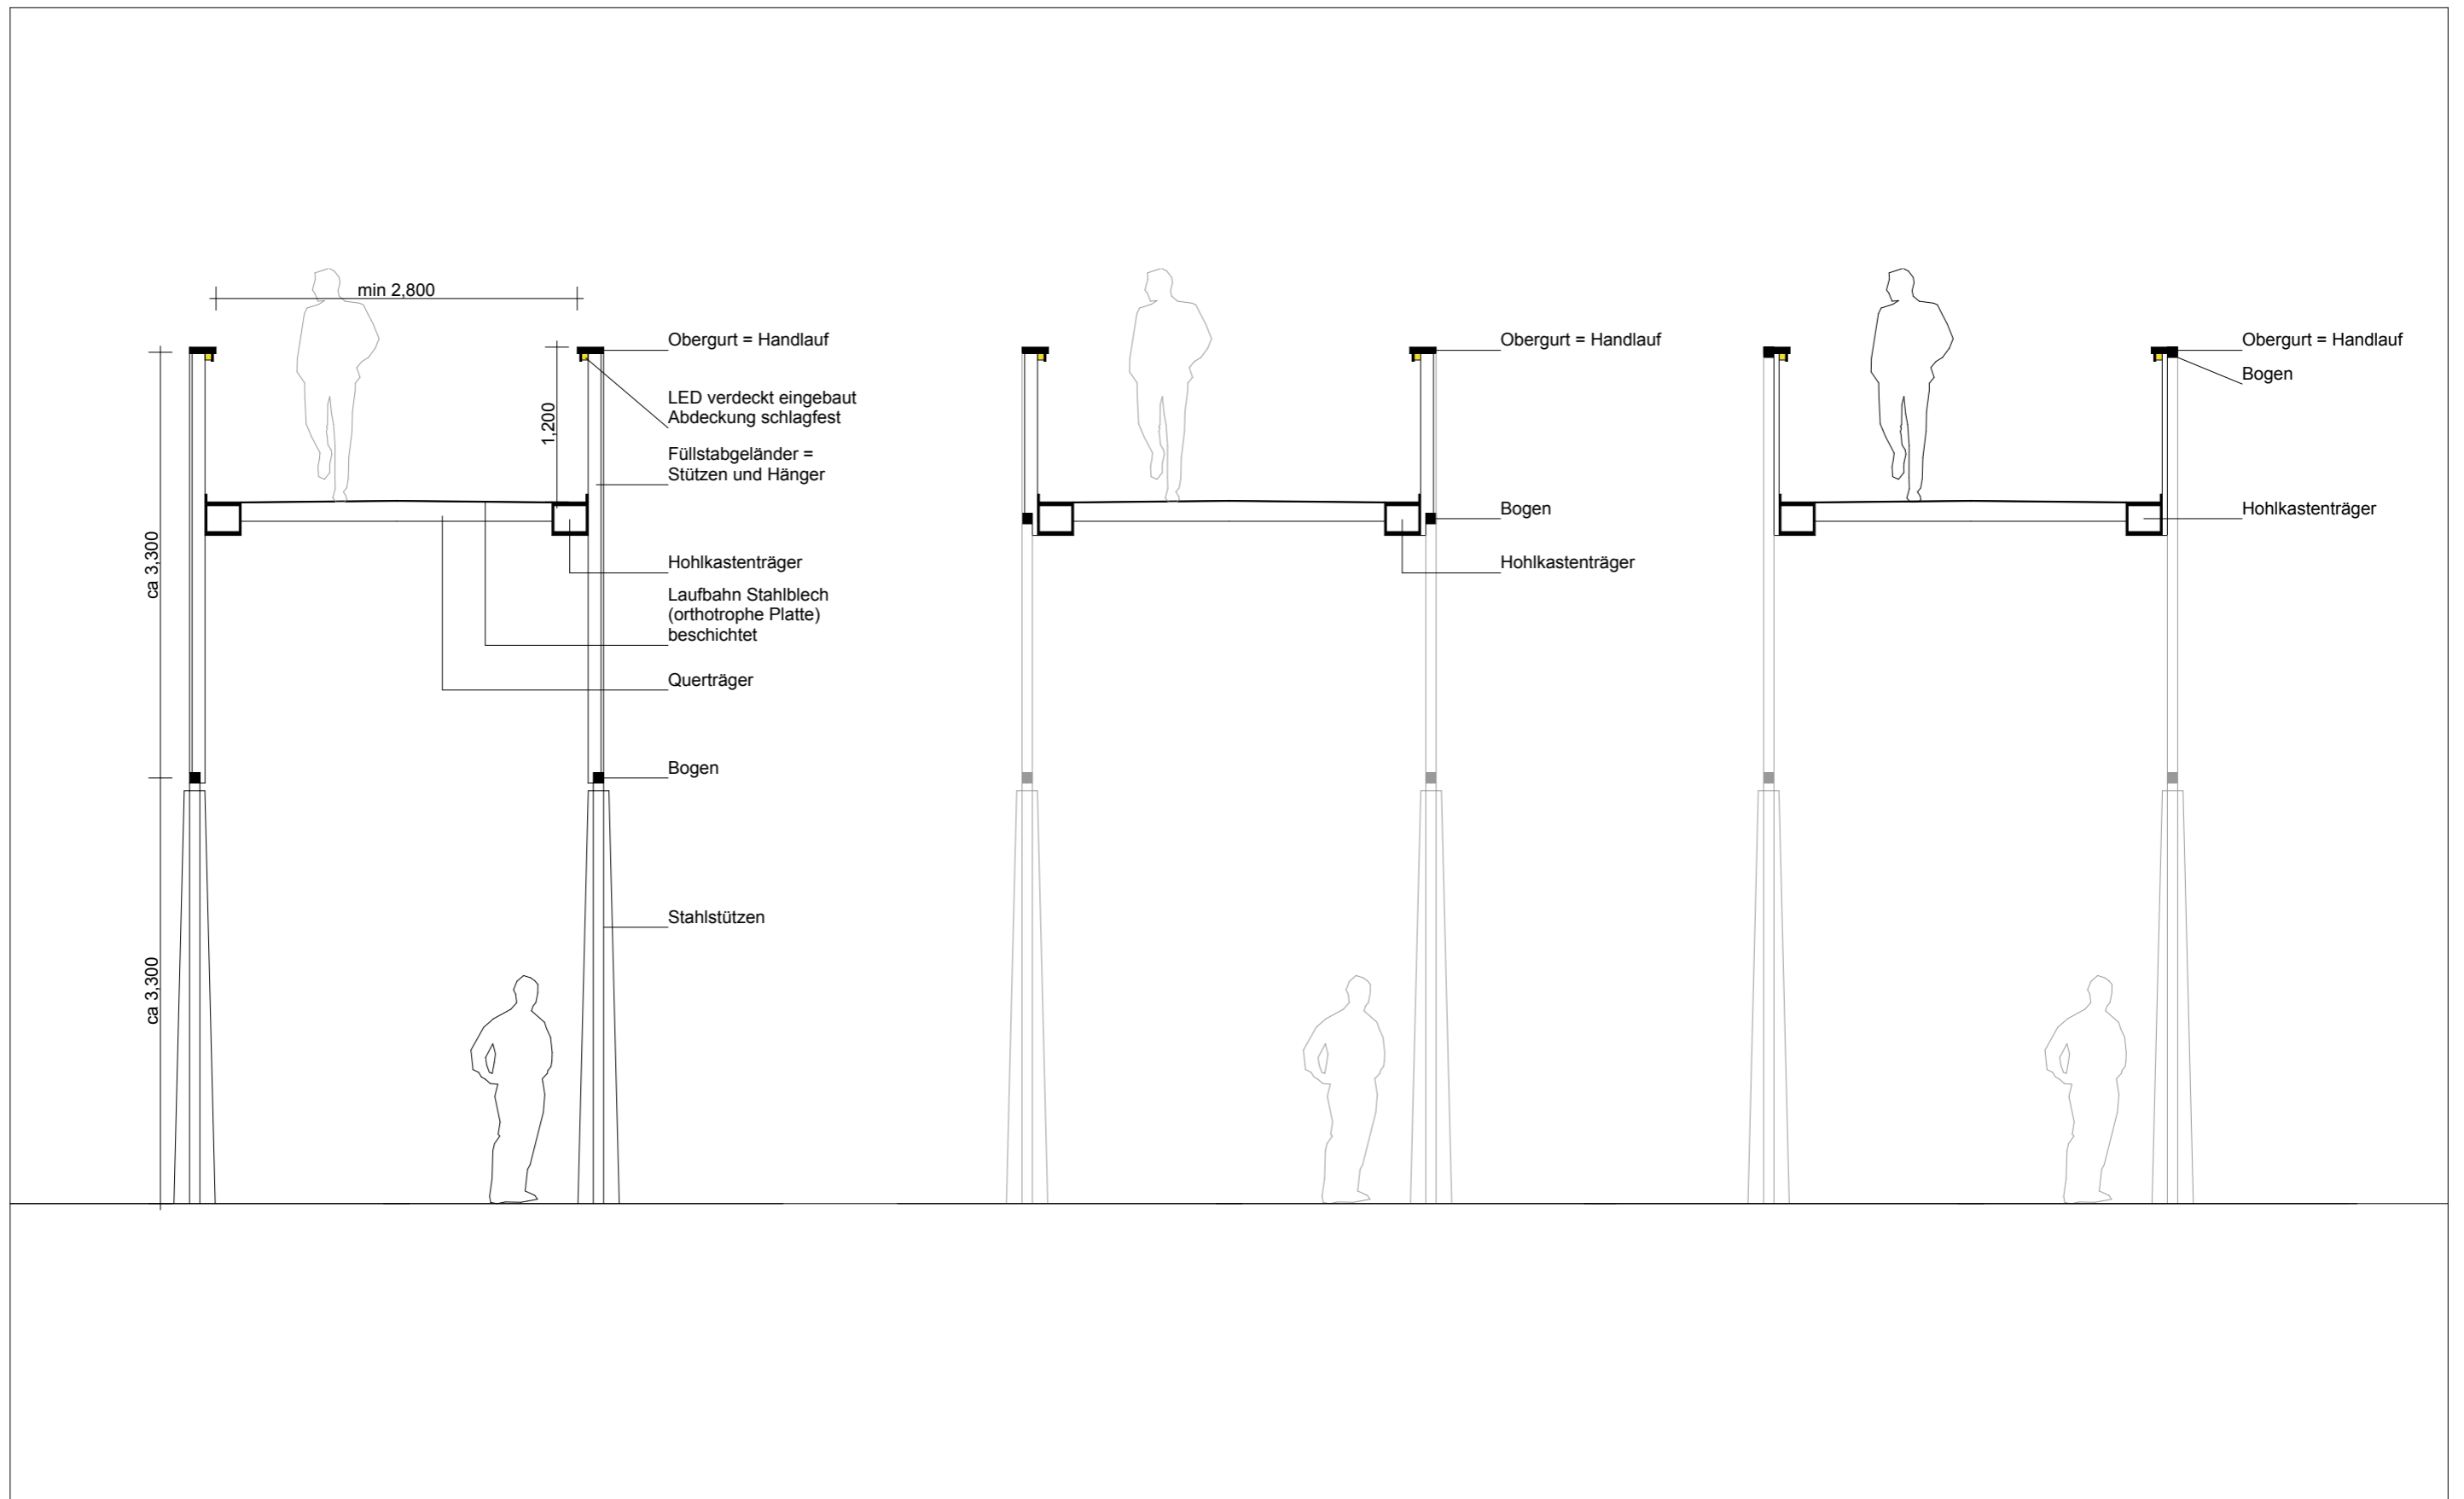 min 2,800
ca 3,300
ca 3,300
1,200
Obergurt = Handlauf
LED verdeckt eingebaut
Abdeckung schlagfest
Füllstabgeländer =
Stützen und Hänger
Hohlkastenträger
Laufbahn Stahlblech
(orthotrophe Platte)
beschichtet
Querträger
Bogen
Stahlstützen
Obergurt = Handlauf
Bogen
Hohlkastenträger
Obergurt = Handlauf
Bogen
Hohlkastenträger